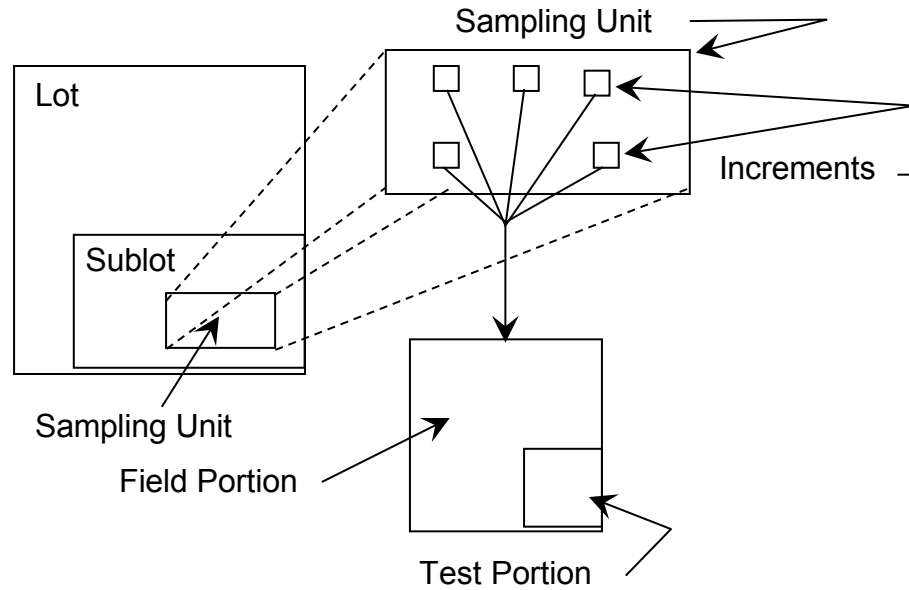 Sampling Unit
Lot
Increments
Sublot
Sampling Unit
Field Portion
Test Portion